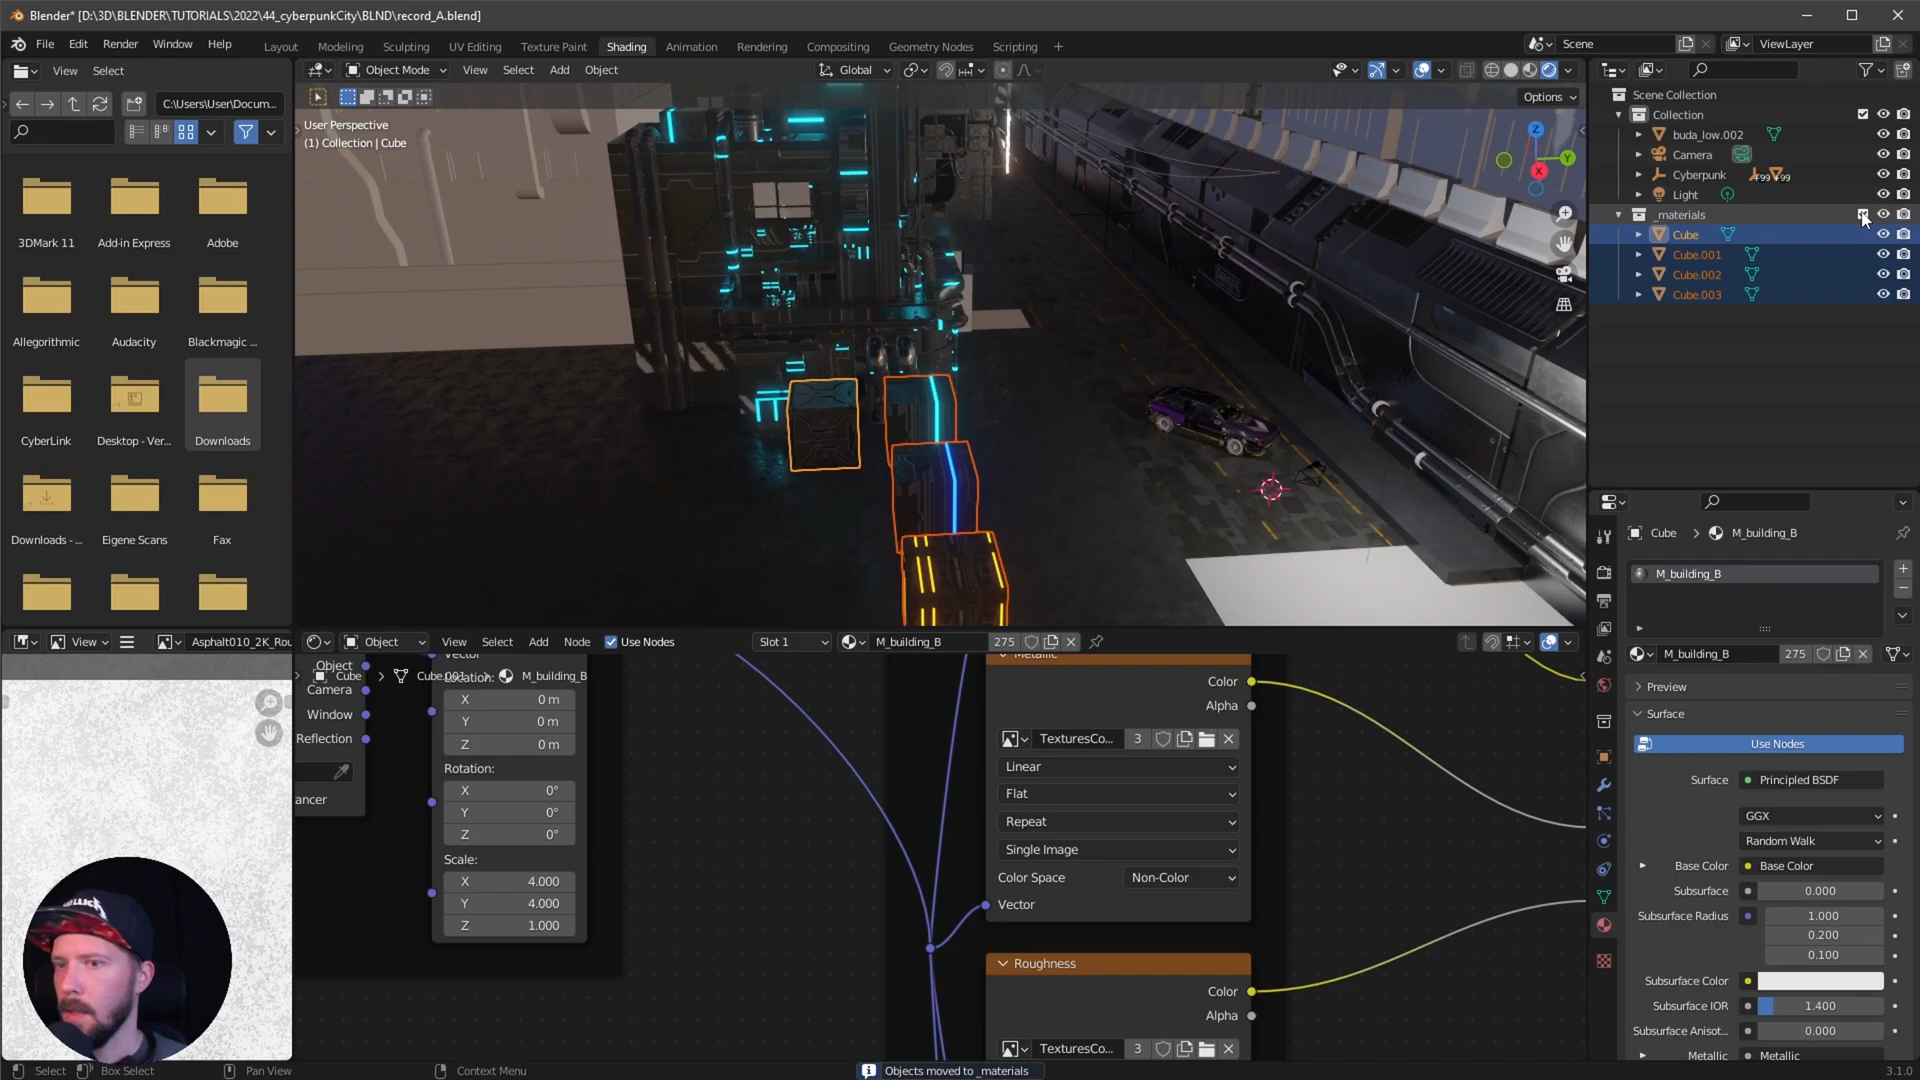 Blender* [D:\3D\BLENDER\TUTORIALS\2022\44_cyberpunkCity\BLND\record_A.blend]
File Edit Render Window Help
Layout Modeling Sculpting UV Editing Texture Paint Shading Animation Rendering Compositing Geometry Nodes Scripting +
Scene
ViewLayer
View Select
Object Mode View Select Add Object
Global
C:\Users\User\Docum...
Options
User Perspective
(1) Collection | Cube
Z
Y
X
Scene Collection
Collection
buda_low.002
Camera
Cyberpunk
Light
_materials
Cube
Cube.001
Cube.002
Cube.003
3DMark 11
Add-in Express
Adobe
Allegorithmic
Audacity
Blackmagic ...
CyberLink
Desktop - Ver...
Downloads
Downloads - ...
Eigene Scans
Fax
Cube > M_building_B
M_building_B
M_building_B 275
Preview
Surface
Use Nodes
Surface Principled BSDF
GGX
Random Walk
Base Color Base Color
Subsurface 0.000
Subsurface Radius 1.000
0.200
0.100
Subsurface Color
Subsurface IOR 1.400
Subsurface Anisot... 0.000
Metallic Metallic
View
Asphalt010_2K_Rou
Object View Select Add Node Use Nodes
Slot 1
M_building_B 275
Cube > > M_building_B
Object
Camera
Window
Reflection
ancer
Vector
Location:
X 0 m
Y 0 m
Z 0 m
Rotation:
X 0°
Y 0°
Z 0°
Scale:
X 4.000
Y 4.000
Z 1.000
Metallic
Color
Alpha
TexturesCo... 3
Linear
Flat
Repeat
Single Image
Color Space Non-Color
Vector
Roughness
Color
Alpha
TexturesCo... 3
Select Box Select Pan View Context Menu
Objects moved to _materials
3.1.0